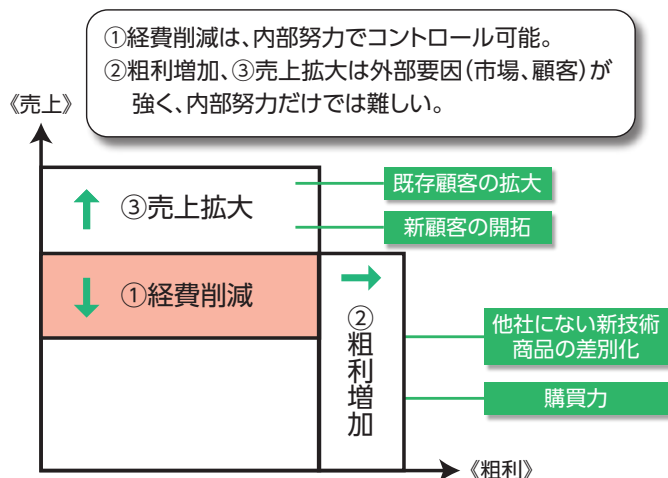 ①経費削減は、内部努力でコントロール可能。
②粗利増加、③売上拡大は外部要因(市場、顧客)が
強く、内部努力だけでは難しい。
《売上》
③売上拡大
既存顧客の拡大
新顧客の開拓
①経費削減
②粗利増加
他社にない新技術
商品の差別化
購買力
《粗利》